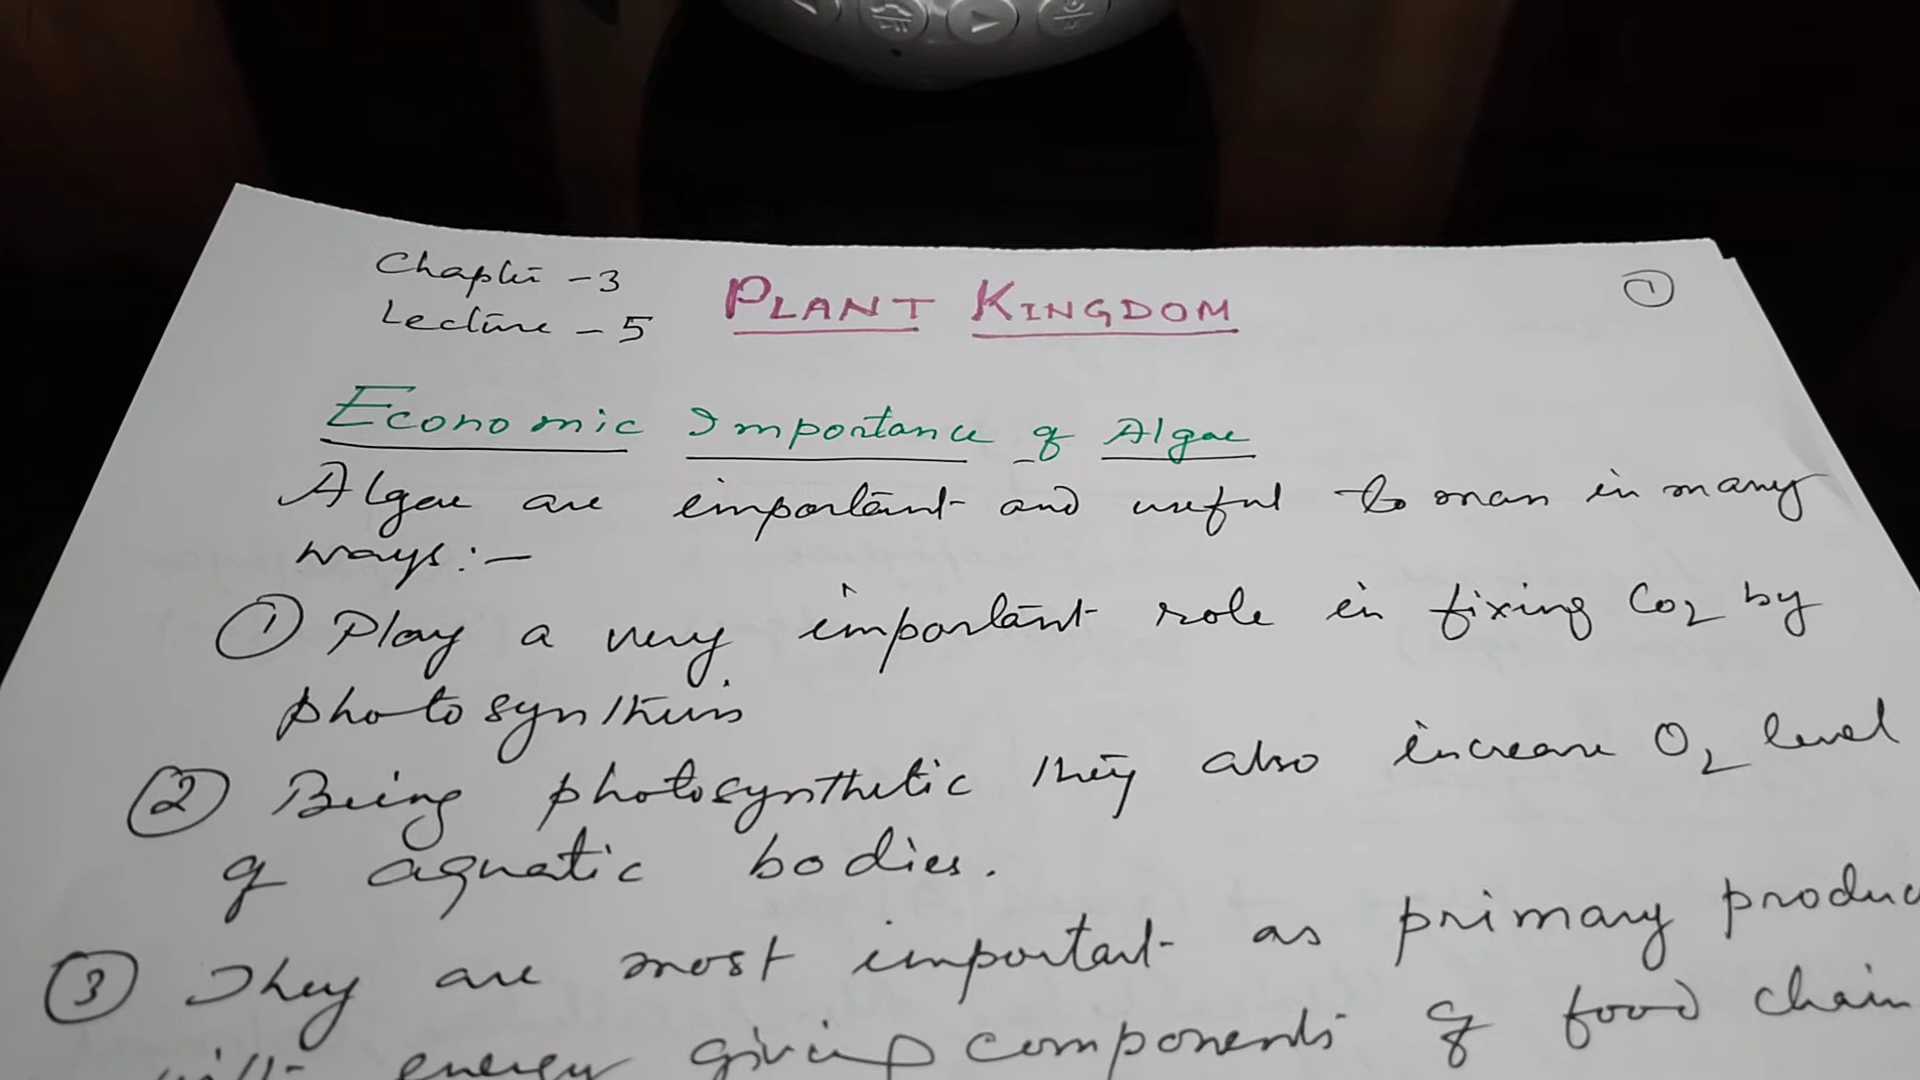 Chapter - 3
Lecture - 5
PLANT KINGDOM
1
Economic Importance of Algae
Algae are important and useful to man in many
ways:-
① Play a very important role in fixing CO2 by
photosynthesis
② Being photosynthetic they also increase O2 level
of aquatic bodies.
③ They are most important as primary produc
energy giving components of food chain